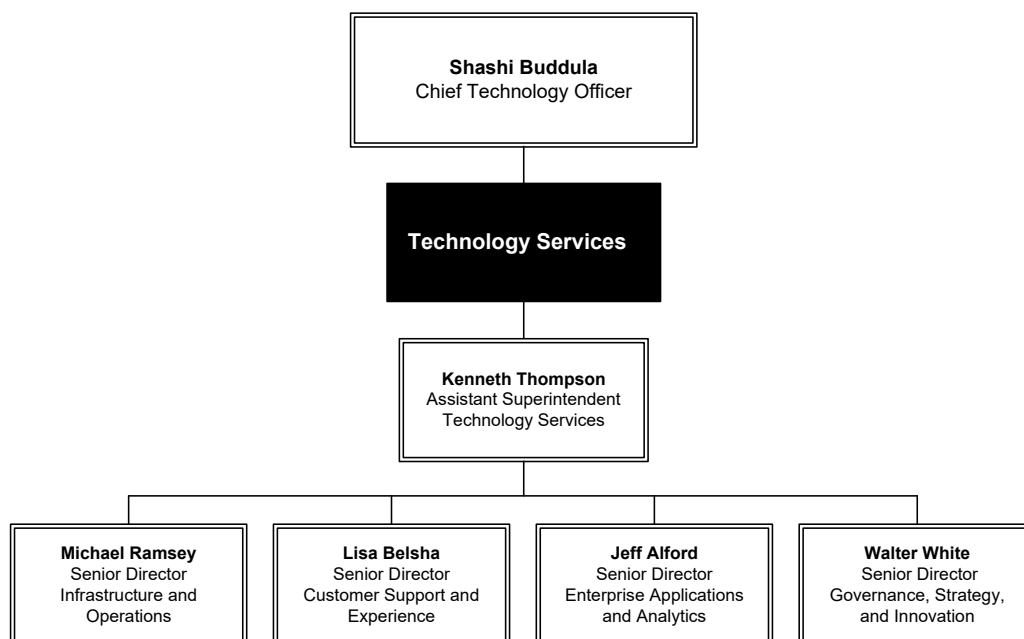 Shashi Buddula
Chief Technology Officer
Technology Services
Kenneth Thompson
Assistant Superintendent
Technology Services
Michael Ramsey
Senior Director
Infrastructure and
Operations
Lisa Belsha
Senior Director
Customer Support and
Experience
Jeff Alford
Senior Director
Enterprise Applications
and Analytics
Walter White
Senior Director
Governance, Strategy,
and Innovation